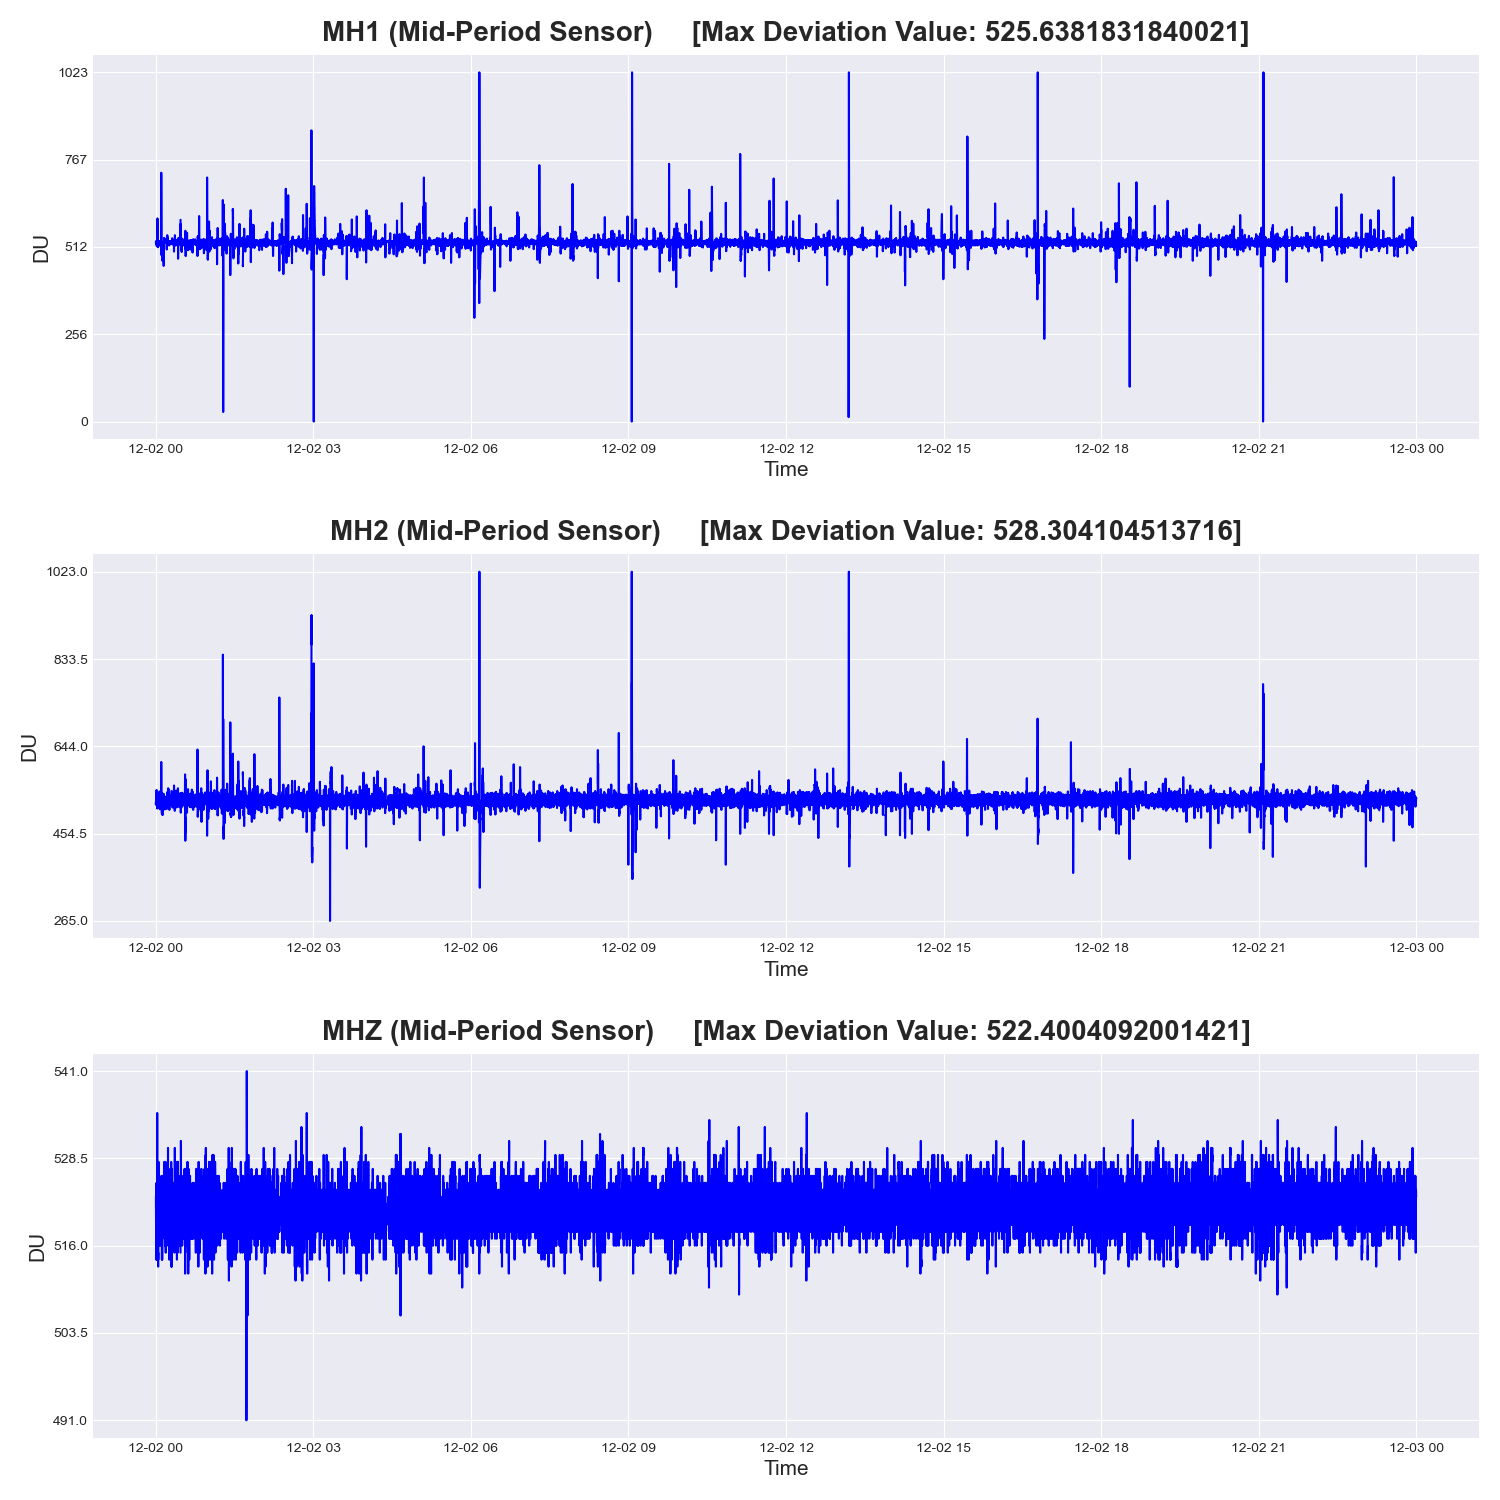 MH1 (Mid-Period Sensor) [Max Deviation Value: 525.6381831840021]
1023
767
512
256
0
DU
12-02 00 12-02 03 12-02 06 12-02 09 12-02 12 12-02 15 12-02 18 12-02 21 12-03 00
Time
MH2 (Mid-Period Sensor) [Max Deviation Value: 528.304104513716]
1023.0
833.5
644.0
454.5
265.0
DU
12-02 00 12-02 03 12-02 06 12-02 09 12-02 12 12-02 15 12-02 18 12-02 21 12-03 00
Time
MHZ (Mid-Period Sensor) [Max Deviation Value: 522.4004092001421]
541.0
528.5
516.0
503.5
491.0
DU
12-02 00 12-02 03 12-02 06 12-02 09 12-02 12 12-02 15 12-02 18 12-02 21 12-03 00
Time